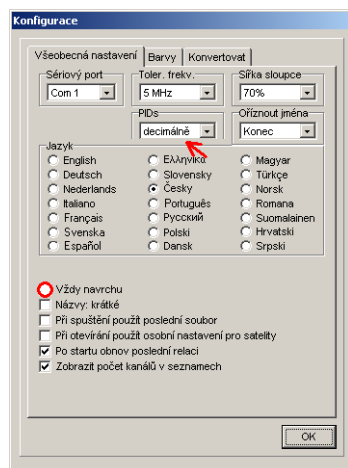 Konfigurace
Všeobecná nastavení Barvy Konvertovat
Sériový port Toler. frekv. Šířka sloupce
Com 1 5 MHz 70%
PIDs Oříznout jména
decimálně Konec
Jazyk
English Ελληνικα Magyar
Deutsch Slovensky Türkçe
Nederlands Česky Norsk
Italiano Português Romana
Français Русский Suomalainen
Svenska Polski Hrvatski
Español Dansk Srpski
Vždy navrchu
Názvy: krátké
Při spuštění použít poslední soubor
Při otevírání použít osobní nastavení pro satelity
Po startu obnov poslední relaci
Zobrazit počet kanálů v seznamech
OK